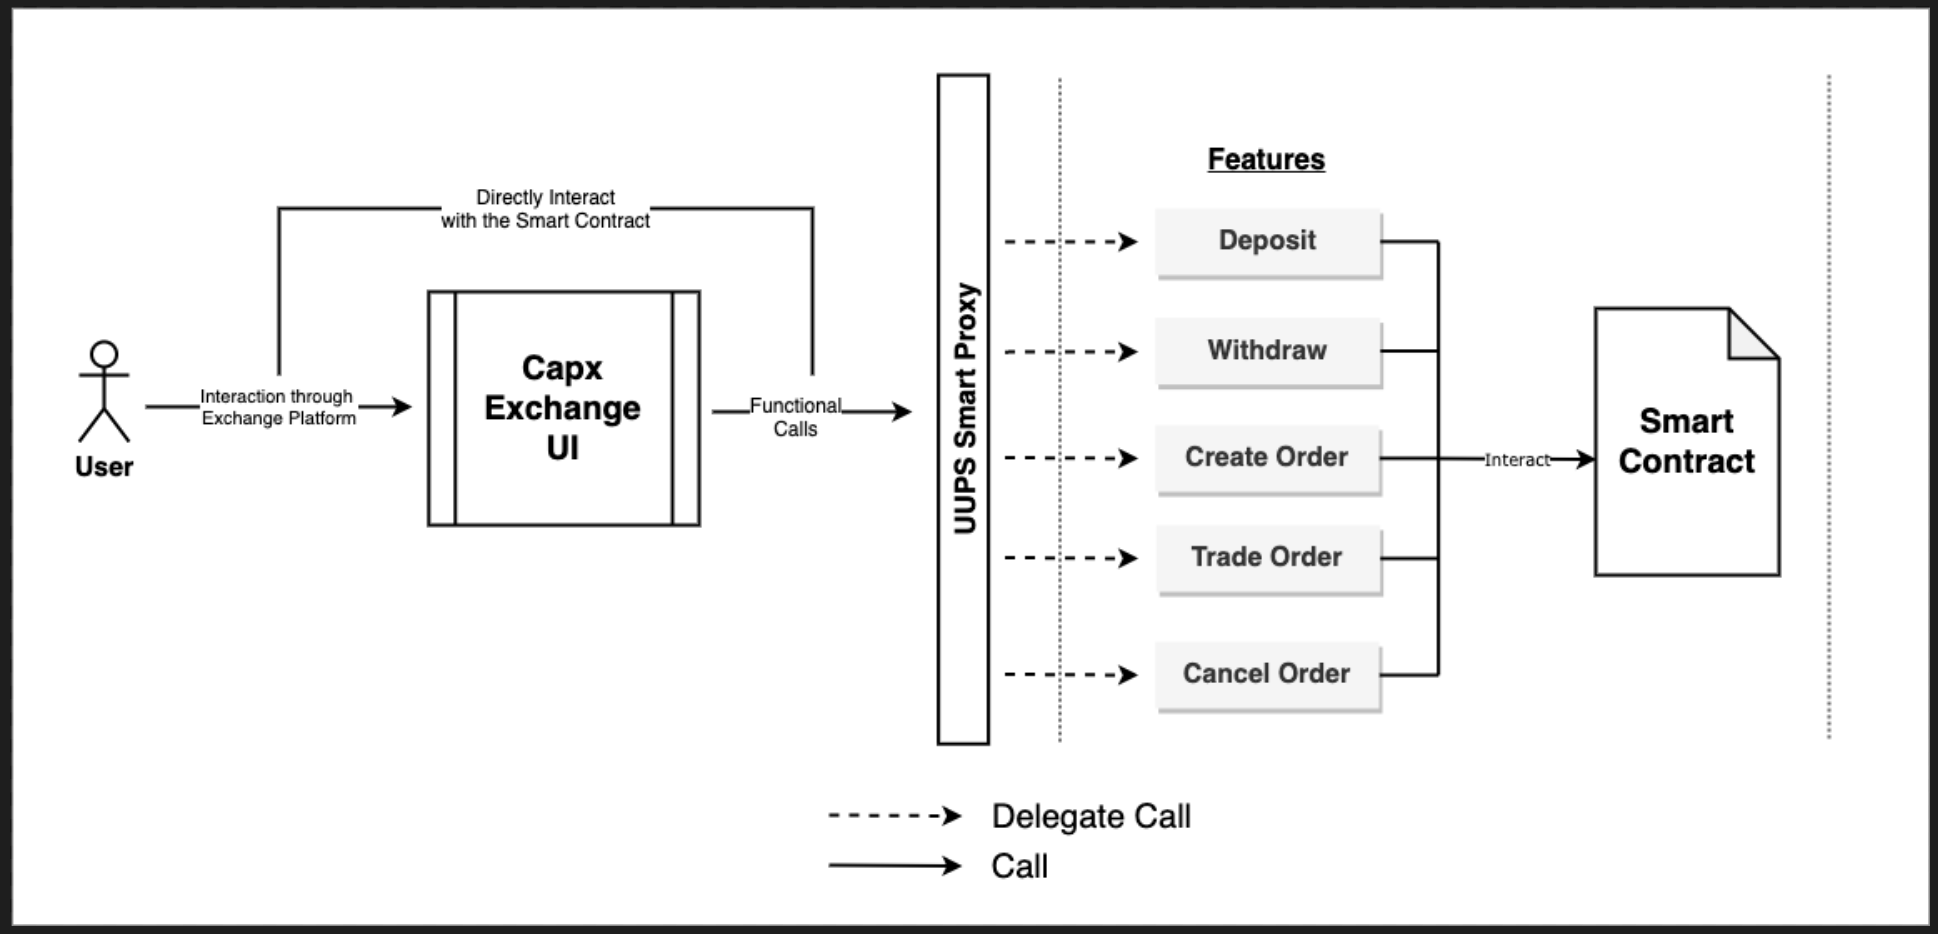 Directly Interact
with the Smart Contract
User
Interaction through
Exchange Platform
Capx
Exchange
UI
Functional
Calls
UUPS Smart Proxy
Features
Deposit
Withdraw
Create Order
Trade Order
Cancel Order
Interact
Smart
Contract
Delegate Call
Call